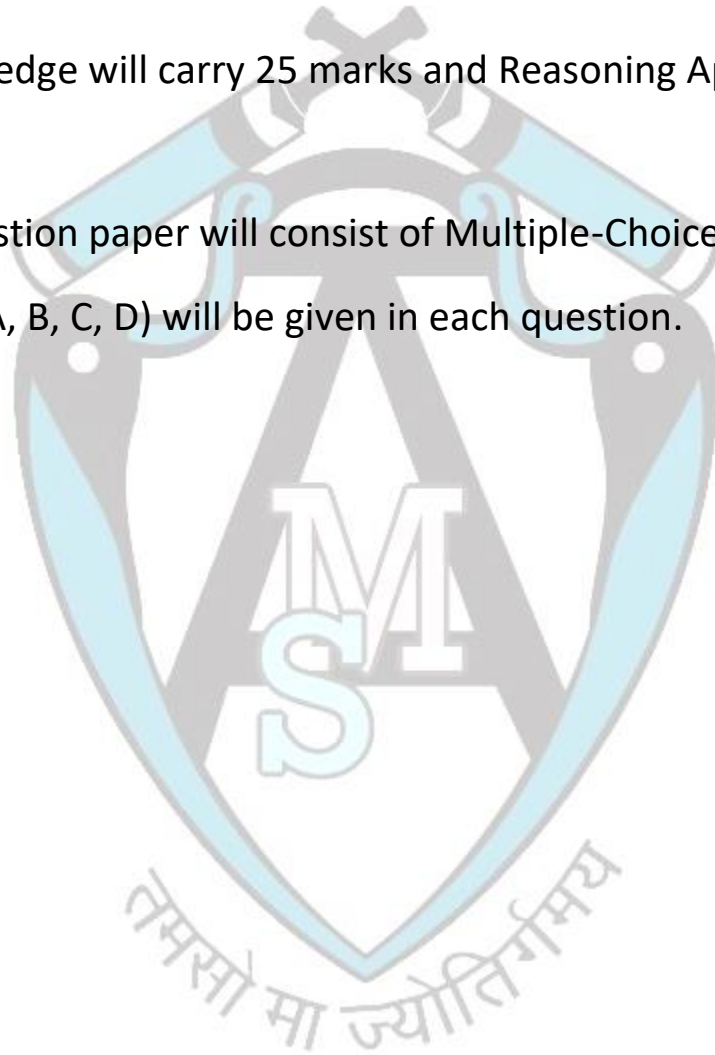 edge will carry 25 marks and Reasoning Ap
stion paper will consist of Multiple-Choice
A, B, C, D) will be given in each question.
A
M
S
तमसो मा ज्योतिर्गमय